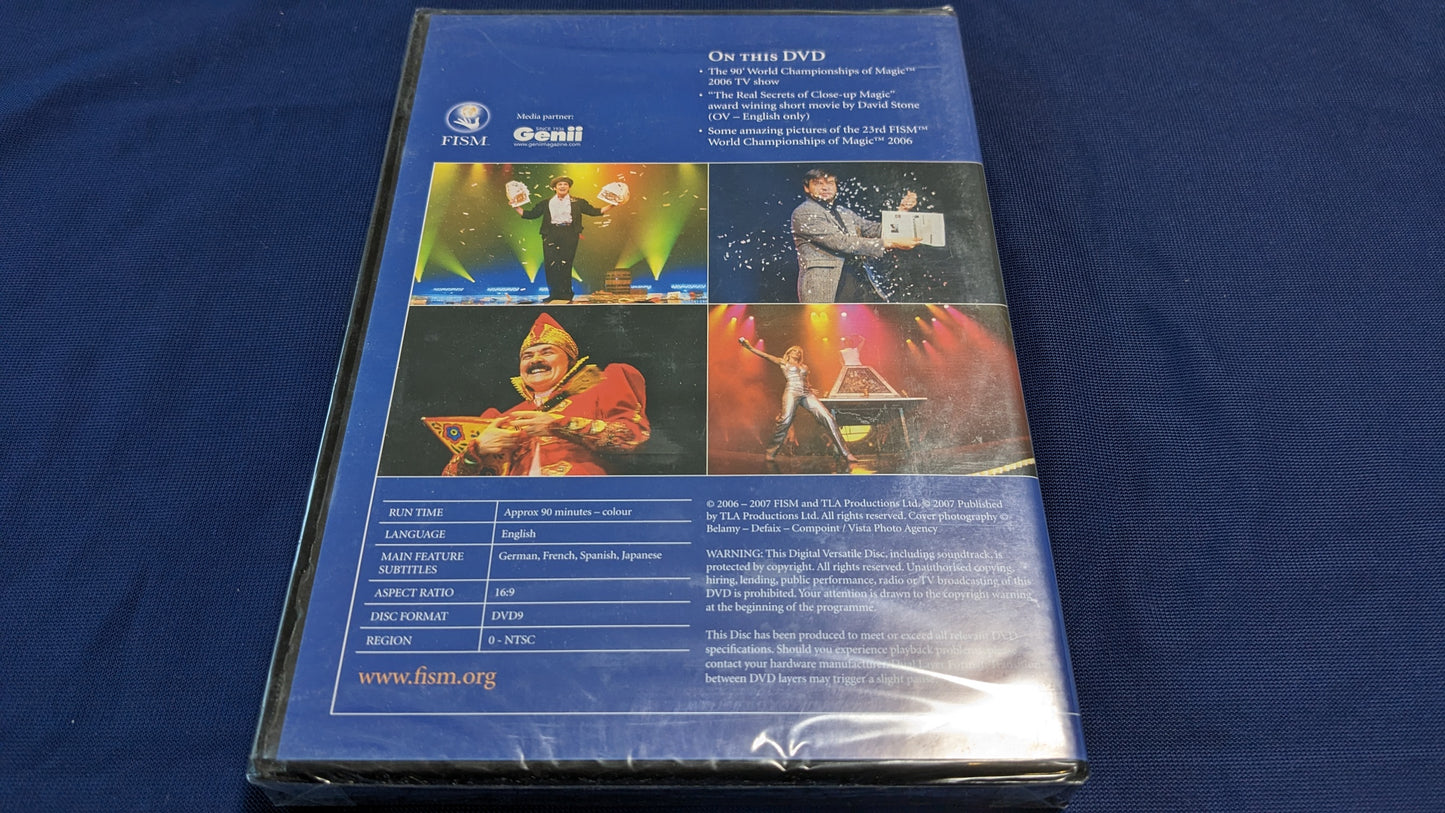 ON THIS DVD
• The 90' World Championships of Magic™
2006 TV show
• “The Real Secrets of Close-up Magic”
award wining short movie by David Stone
(OV – English only)
• Some amazing pictures of the 23rd FISM™
World Championships of Magic™ 2006
FISM™
Media partner:
SINCE 1936
Genii
www.geniimagazine.com
RUN TIME Approx 90 minutes – colour
LANGUAGE English
MAIN FEATURE German, French, Spanish, Japanese
SUBTITLES
ASPECT RATIO 16:9
DISC FORMAT DVD9
REGION 0 - NTSC
www.fism.org
© 2006 – 2007 FISM and TLA Productions Ltd. © 2007 Published
by TLA Productions Ltd. All rights reserved. Cover photography ©
Belamy – Defaix – Compoint / Vista Photo Agency
WARNING: This Digital Versatile Disc, including soundtrack, is
protected by copyright. All rights reserved. Unauthorised copying,
hiring, lending, public performance, radio or TV broadcasting of this
DVD is prohibited. Your attention is drawn to the copyright warning
at the beginning of the programme.
This Disc has been produced to meet or exceed all relevant DVD
specifications. Should you experience playback problems,
contact your hardware manufacturer. Dual Layer
between DVD layers may trigger a slight pause.